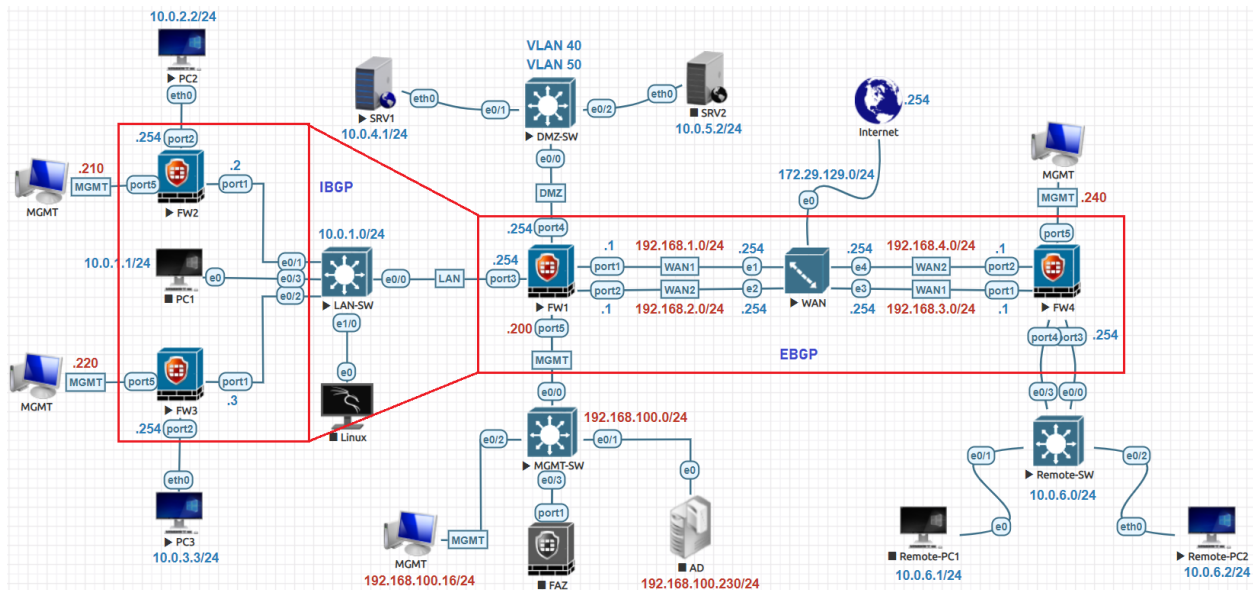 10.0.2.2/24
PC2
eth0
.254
port2
.210
MGMT
port5
MGMT
FW2
.2
port1
IBGP
10.0.1.1/24
PC1
e0
10.0.1.0/24
e0/1
e0/3
e0/2
LAN-SW
e0/0
LAN
e1/0
e0
Linux
.220
MGMT
port5
MGMT
FW3
port1
.3
.254
port2
eth0
PC3
10.0.3.3/24
VLAN 40
VLAN 50
SRV1
10.0.4.1/24
eth0
e0/1
DMZ-SW
e0/2
eth0
SRV2
10.0.5.2/24
e0/0
DMZ
.254
port4
.254
port3
FW1
.1
port1
192.168.1.0/24
WAN1
.254
e1
port2
.1
WAN2
192.168.2.0/24
e2
.254
WAN
Internet
.254
172.29.129.0/24
e0
.254
e4
192.168.4.0/24
WAN2
.1
port2
e3
.254
WAN1
192.168.3.0/24
port1
.1
FW4
MGMT
MGMT
.240
port5
EBGP
.200
port5
MGMT
e0/0
192.168.100.0/24
MGMT-SW
e0/2
e0/1
e0/3
MGMT
MGMT
192.168.100.16/24
port1
FAZ
e0
AD
192.168.100.230/24
port4
port3
.254
e0/3
e0/0
e0/1
e0/2
Remote-SW
10.0.6.0/24
e0
Remote-PC1
10.0.6.1/24
eth0
Remote-PC2
10.0.6.2/24